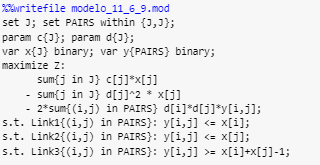 %%writefile modelo_11_6_9.mod
set J; set PAIRS within {J,J};
param c{J}; param d{J};
var x{J} binary; var y{PAIRS} binary;
maximize Z:
sum{j in J} c[j]*x[j]
- sum{j in J} d[j]^2 * x[j]
- 2*sum{(i,j) in PAIRS} d[i]*d[j]*y[i,j];
s.t. Link1{(i,j) in PAIRS}: y[i,j] <= x[i];
s.t. Link2{(i,j) in PAIRS}: y[i,j] <= x[j];
s.t. Link3{(i,j) in PAIRS}: y[i,j] >= x[i]+x[j]-1;